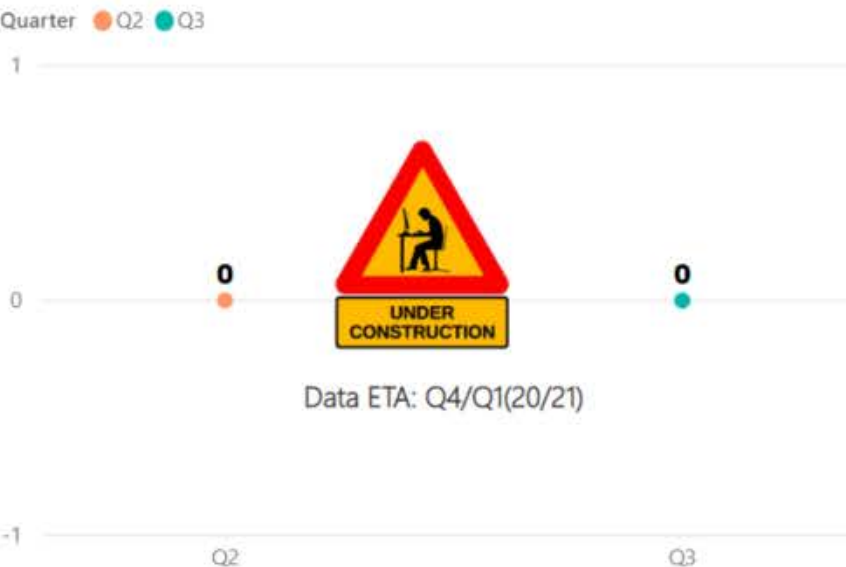 Quarter Q2 Q3
1
0 0
0
UNDER
CONSTRUCTION
Data ETA: Q4/Q1(20/21)
-1
Q2 Q3